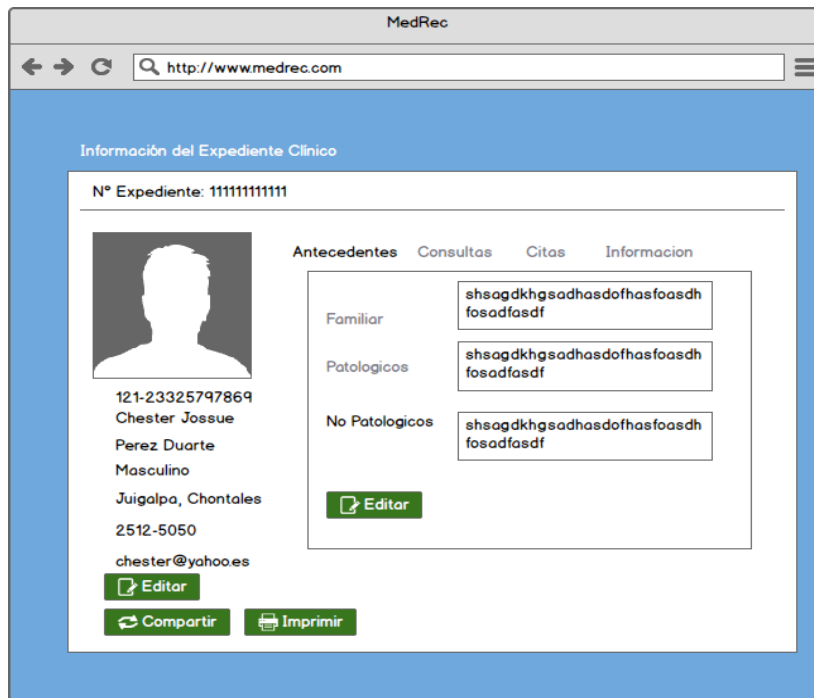 MedRec
http://www.medrec.com
Información del Expediente Clínico
Nº Expediente: 111111111111
Antecedentes Consultas Citas Informacion
Familiar
shsagdkhgsadhasdofhasfoasdh
fosadfasdf
Patologicos
shsagdkhgsadhasdofhasfoasdh
fosadfasdf
No Patologicos
shsagdkhgsadhasdofhasfoasdh
fosadfasdf
Editar
121-23325797869
Chester Jossue
Perez Duarte
Masculino
Juigalpa, Chontales
2512-5050
chester@yahoo.es
Editar
Compartir Imprimir